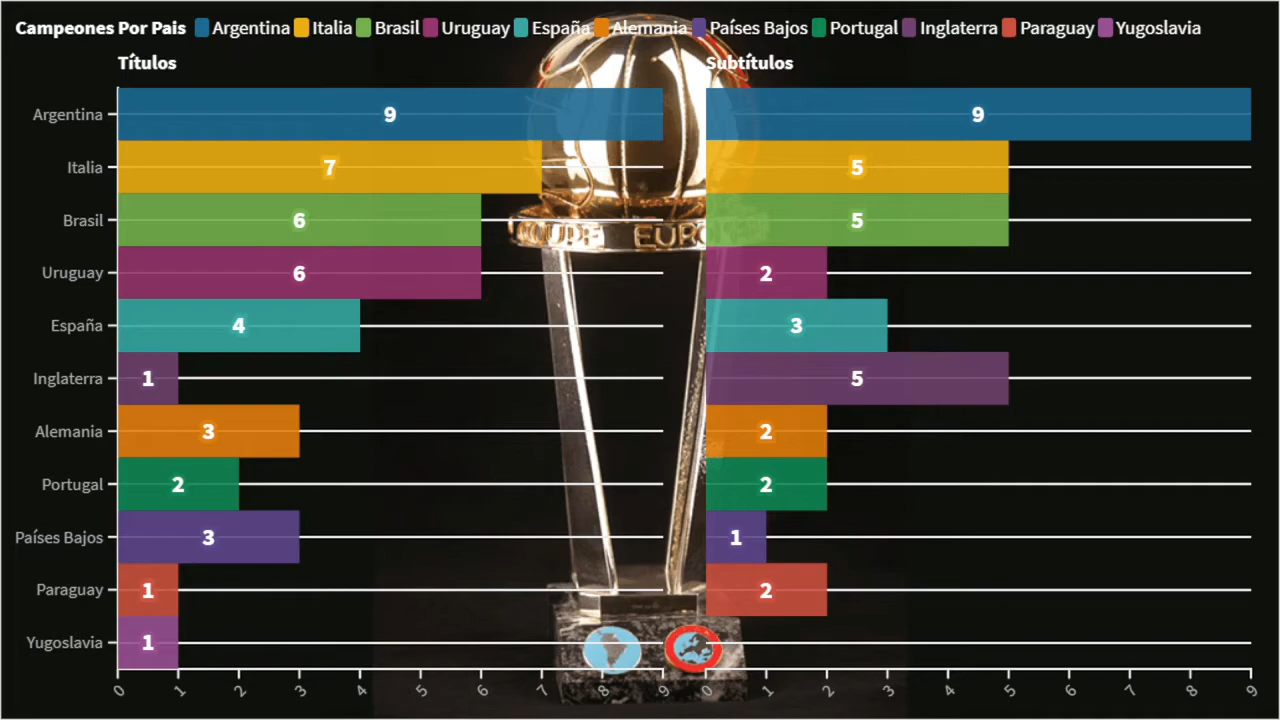 Campeones Por Pais Argentina Italia Brasil Uruguay España Alemania Países Bajos Portugal Inglaterra Paraguay Yugoslavia
Títulos Subtítulos
Argentina 9 9
Italia 7 5
Brasil 6 5
COUPE EURO
Uruguay 6 2
España 4 3
Inglaterra 1 5
Alemania 3 2
Portugal 2 2
Países Bajos 3 1
Paraguay 1 2
Yugoslavia 1
0 1 2 3 4 5 6 7 8 9 0 1 2 3 4 5 6 7 8 9